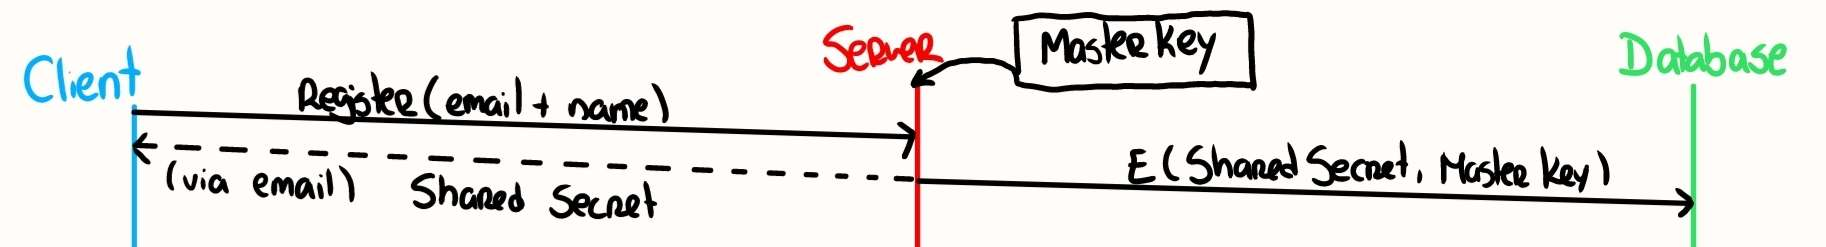 Client
Server
Master Key
Database
Register (email + name)
(via email) Shared Secret
E (Shared Secret, Master Key)